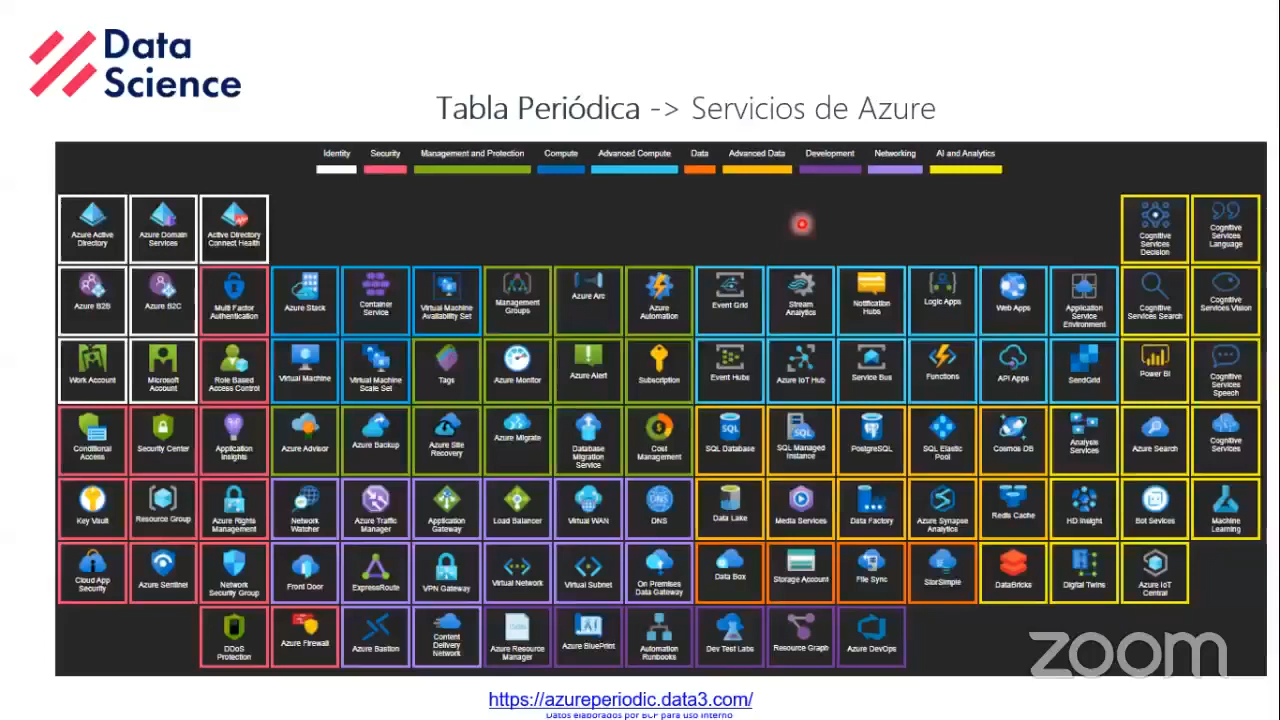 Data
Science
Tabla Periódica -> Servicios de Azure
Identity Security Management and Protection Compute Advanced Compute Data Advanced Data Development Networking AI and Analytics
Azure Active
Directory
Azure Domain
Services
Active Directory
Connect Health
Cognitive
Services
Decision
Cognitive
Services
Language
Azure B2B
Azure B2C
Multi Factor
Authentication
Azure Stack
Container
Service
Virtual Machine
Availability Set
Management
Groups
Azure Arc
Azure
Automation
Event Grid
Stream
Analytics
Notification
Hubs
Logic Apps
Web Apps
Application
Service
Environment
Cognitive
Services Search
Cognitive
Services Vision
Work Account
Microsoft
Account
Role Based
Access Control
Virtual Machine
Virtual Machine
Scale Set
Tags
Azure Monitor
Azure Alert
Subscription
Event Hubs
Azure IoT Hub
Service Bus
Functions
API Apps
SendGrid
Power BI
Cognitive
Services
Speech
Conditional
Access
Security Center
Application
Insights
Azure Advisor
Azure Backup
Azure Site
Recovery
Azure Migrate
Database
Migration
Service
Cost
Management
SQL
SQL Database
SQL
SQL Managed
Instance
PostgreSQL
SQL Elastic
Pool
Cosmos DB
Analysis
Services
Azure Search
Cognitive
Services
Key Vault
Resource Group
Azure Rights
Management
Network
Watcher
Azure Traffic
Manager
Application
Gateway
Load Balancer
Virtual WAN
DNS
DNS
Data Lake
Media Services
Data Factory
Azure Synapse
Analytics
Redis Cache
HD Insight
Bot Sevices
Machine
Learning
Cloud App
Security
Azure Sentinel
Network
Security Group
Front Door
ExpressRoute
VPN Gateway
Virtual Network
Virtual Subnet
On Premises
Data Gateway
Data Box
Storage Account
File Sync
StorSimple
DataBricks
Digital Twins
Azure IoT
Central
DDoS
Protection
Azure Firewall
Azure Bastion
Content
Delivery
Network
Azure Resource
Manager
AI
Azure BluePrint
Automation
Runbooks
Dev Test Labs
Resource Graph
Azure DevOps
zoom
https://azureperiodic.data3.com/
Datos elaborados por BCP para uso interno